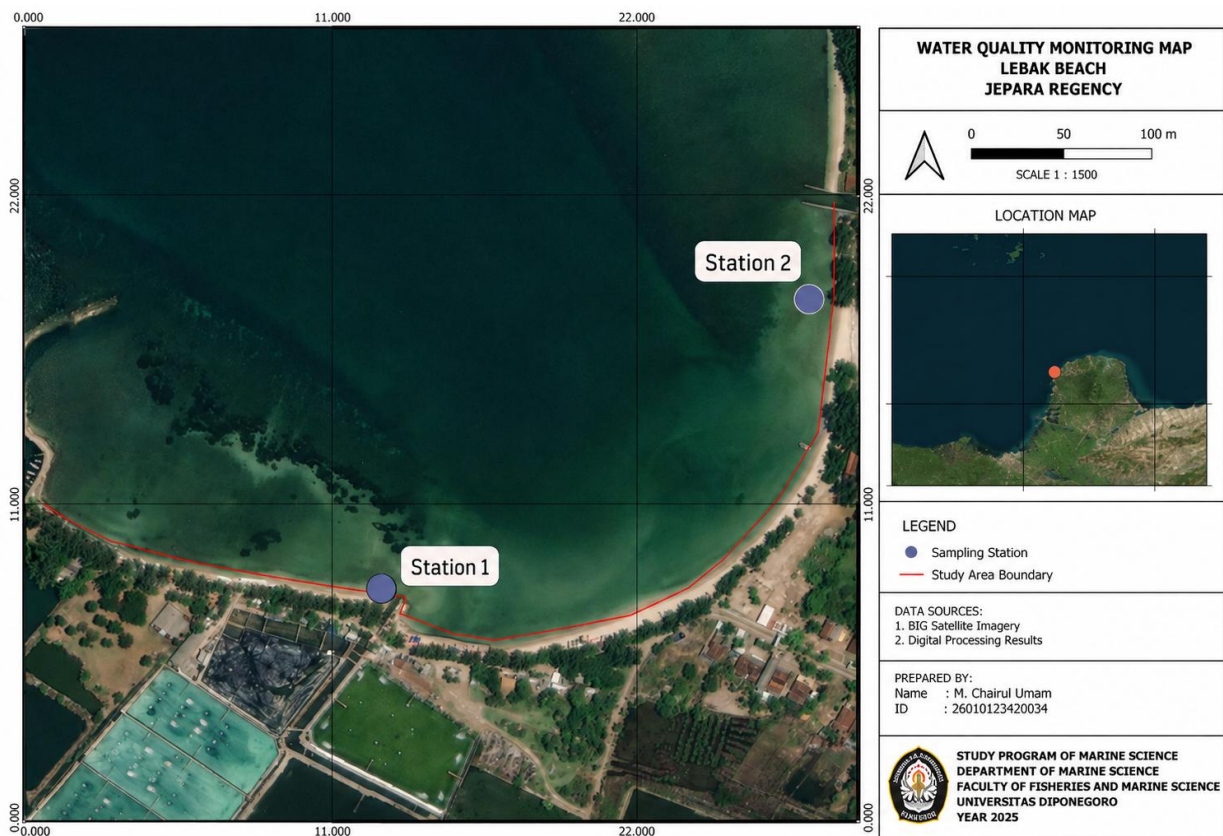 0.000
11.000
22.000
22.000
22.000
11.000
11.000
0.000
0.000
0.000
11.000
22.000
Station 2
Station 1
WATER QUALITY MONITORING MAP
LEBAK BEACH
JEPARA REGENCY
0 50 100 m
SCALE 1 : 1500
LOCATION MAP
LEGEND
Sampling Station
Study Area Boundary
DATA SOURCES:
1. BIG Satellite Imagery
2. Digital Processing Results
PREPARED BY:
Name : M. Chairul Umam
ID : 26010123420034
STUDY PROGRAM OF MARINE SCIENCE
DEPARTMENT OF MARINE SCIENCE
FACULTY OF FISHERIES AND MARINE SCIENCE
UNIVERSITAS DIPONEGORO
YEAR 2025